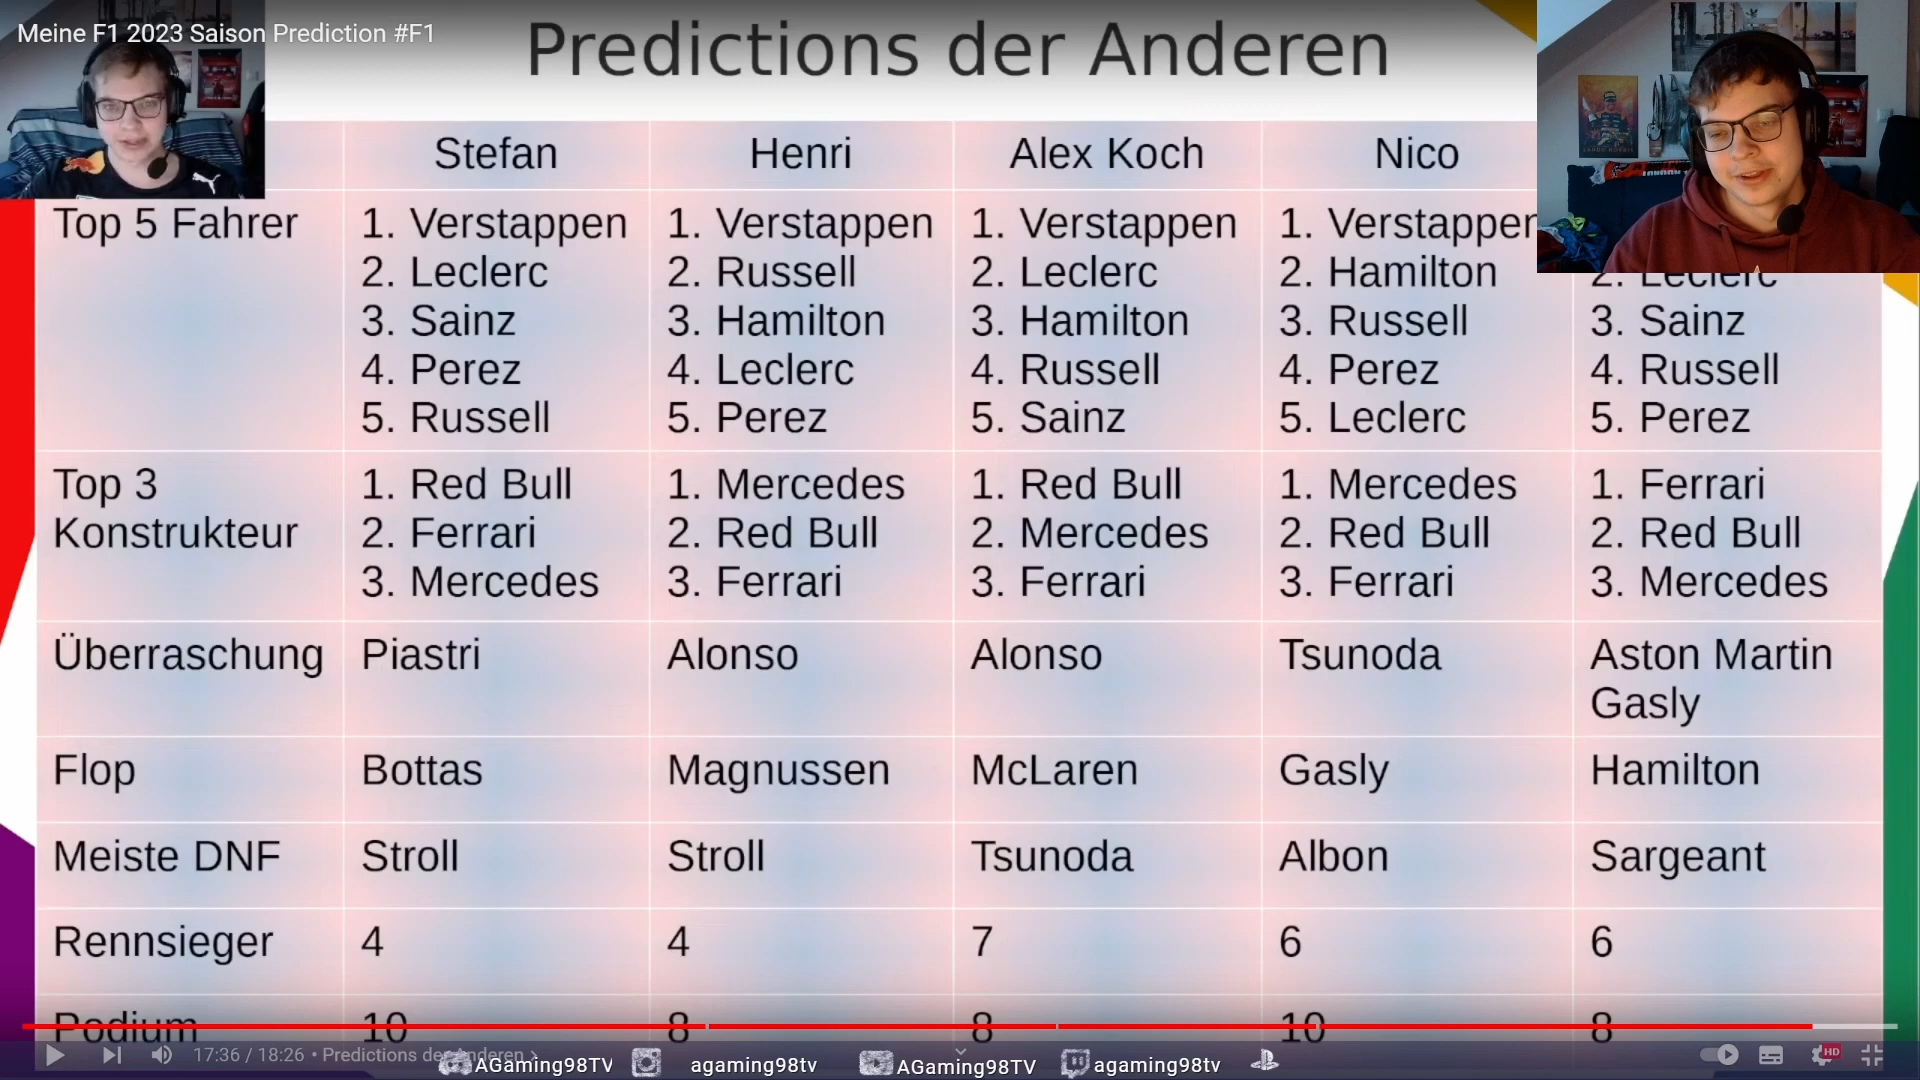 Meine F1 2023 Saison Prediction #F1
Predictions der Anderen
Stefan Henri Alex Koch Nico
Top 5 Fahrer 1. Verstappen 1. Verstappen 1. Verstappen 1. Verstappen
2. Leclerc 2. Russell 2. Leclerc 2. Hamilton 2. Leclerc
3. Sainz 3. Hamilton 3. Hamilton 3. Russell 3. Sainz
4. Perez 4. Leclerc 4. Russell 4. Perez 4. Russell
5. Russell 5. Perez 5. Sainz 5. Leclerc 5. Perez
Top 3 1. Red Bull 1. Mercedes 1. Red Bull 1. Mercedes 1. Ferrari
Konstrukteur 2. Ferrari 2. Red Bull 2. Mercedes 2. Red Bull 2. Red Bull
3. Mercedes 3. Ferrari 3. Ferrari 3. Ferrari 3. Mercedes
Überraschung Piastri Alonso Alonso Tsunoda Aston Martin
Gasly
Flop Bottas Magnussen McLaren Gasly Hamilton
Meiste DNF Stroll Stroll Tsunoda Albon Sargeant
Rennsieger 4 4 7 6 6
Podium 10 8 8 10 8
17:36 / 18:26 • Predictions der Anderen
AGaming98TV agaming98tv AGaming98TV agaming98tv
HD